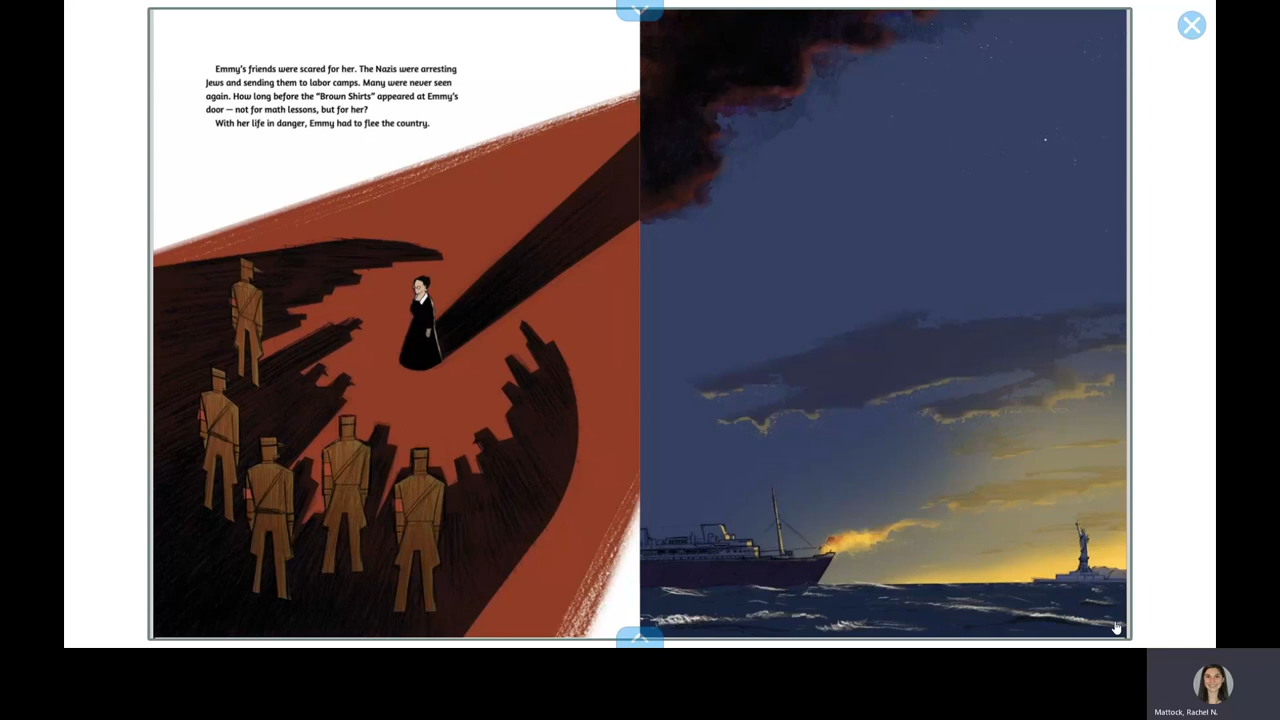 Emmy's friends were scared for her. The Nazis were arresting
Jews and sending them to labor camps. Many were never seen
again. How long before the “Brown Shirts” appeared at Emmy's
door — not for math lessons, but for her?
With her life in danger, Emmy had to flee the country.
Mattock, Rachel N.